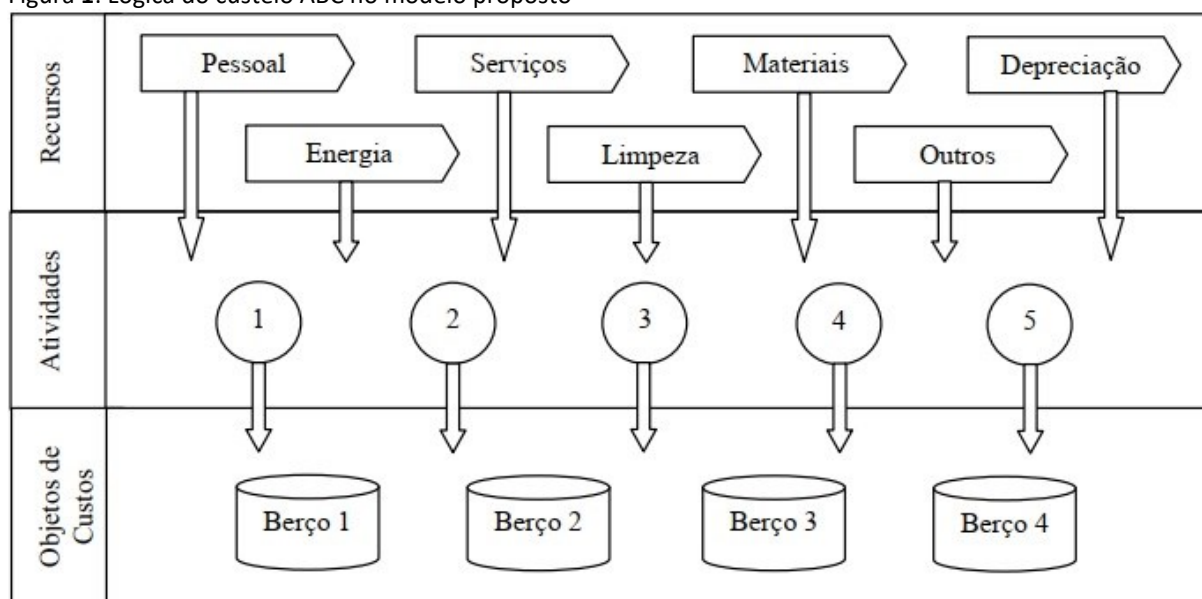 Figura 1: Lógica do custeio ABC no modelo proposto
Recursos
Pessoal
Serviços
Materiais
Depreciação
Energia
Limpeza
Outros
Atividades
1
2
3
4
5
Objetos de
Custos
Berço 1
Berço 2
Berço 3
Berço 4